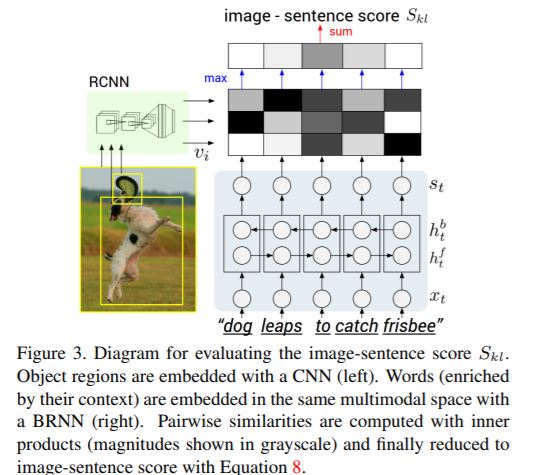 image - sentence score S_{kl}
sum
max
RCNN
v_i
s_t
h_t^b
h_t^f
x_t
"dog leaps to catch frisbee"
Figure 3. Diagram for evaluating the image-sentence score S_{kl}.
Object regions are embedded with a CNN (left). Words (enriched
by their context) are embedded in the same multimodal space with
a BRNN (right). Pairwise similarities are computed with inner
products (magnitudes shown in grayscale) and finally reduced to
image-sentence score with Equation 8.